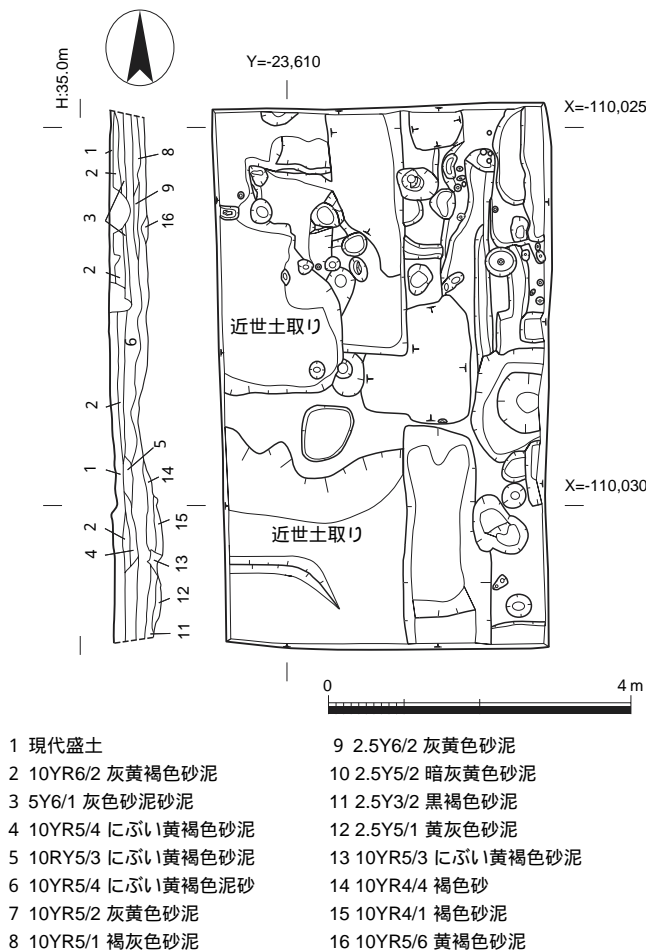 Y=-23,610
H:35.0m
X=-110,025
1
2
3
2
6
2
1
2
4
8
9
16
5
14
15
13
12
11
近世土取り
X=-110,030
近世土取り
0 4 m
1 現代盛土
2 10YR6/2 灰黄褐色砂泥
3 5Y6/1 灰色砂泥砂泥
4 10YR5/4 にぶい黄褐色砂泥
5 10RY5/3 にぶい黄褐色砂泥
6 10YR5/4 にぶい黄褐色泥砂
7 10YR5/2 灰黄色砂泥
8 10YR5/1 褐灰色砂泥
9 2.5Y6/2 灰黄色砂泥
10 2.5Y5/2 暗灰黄色砂泥
11 2.5Y3/2 黒褐色砂泥
12 2.5Y5/1 黄灰色砂泥
13 10YR5/3 にぶい黄褐色砂泥
14 10YR4/4 褐色砂
15 10YR4/1 褐色砂泥
16 10YR5/6 黄褐色砂泥